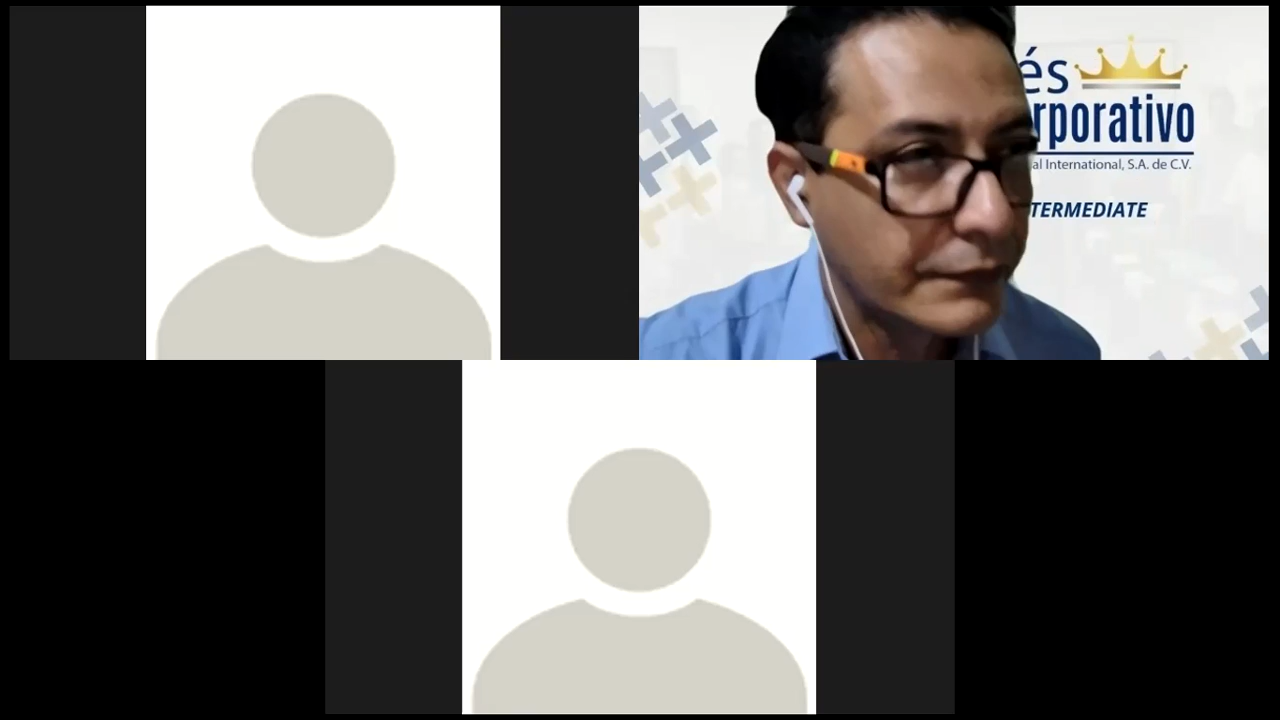 és
rporativo
al International, S.A. de C.V.
TERMEDIATE